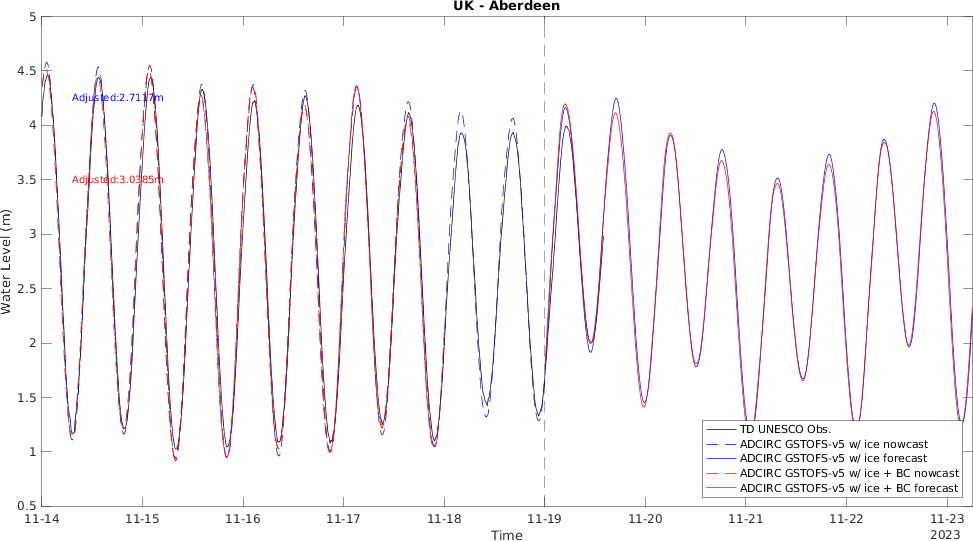 UK - Aberdeen
5
4.5
4
3.5
3
2.5
2
1.5
1
0.5
Water Level (m)
Adjusted:2.7117m
Adjusted:3.0385m
TD UNESCO Obs.
ADCIRC GSTOFS-v5 w/ ice nowcast
ADCIRC GSTOFS-v5 w/ ice forecast
ADCIRC GSTOFS-v5 w/ ice + BC nowcast
ADCIRC GSTOFS-v5 w/ ice + BC forecast
11-14 11-15 11-16 11-17 11-18 11-19 11-20 11-21 11-22 11-23
2023
Time